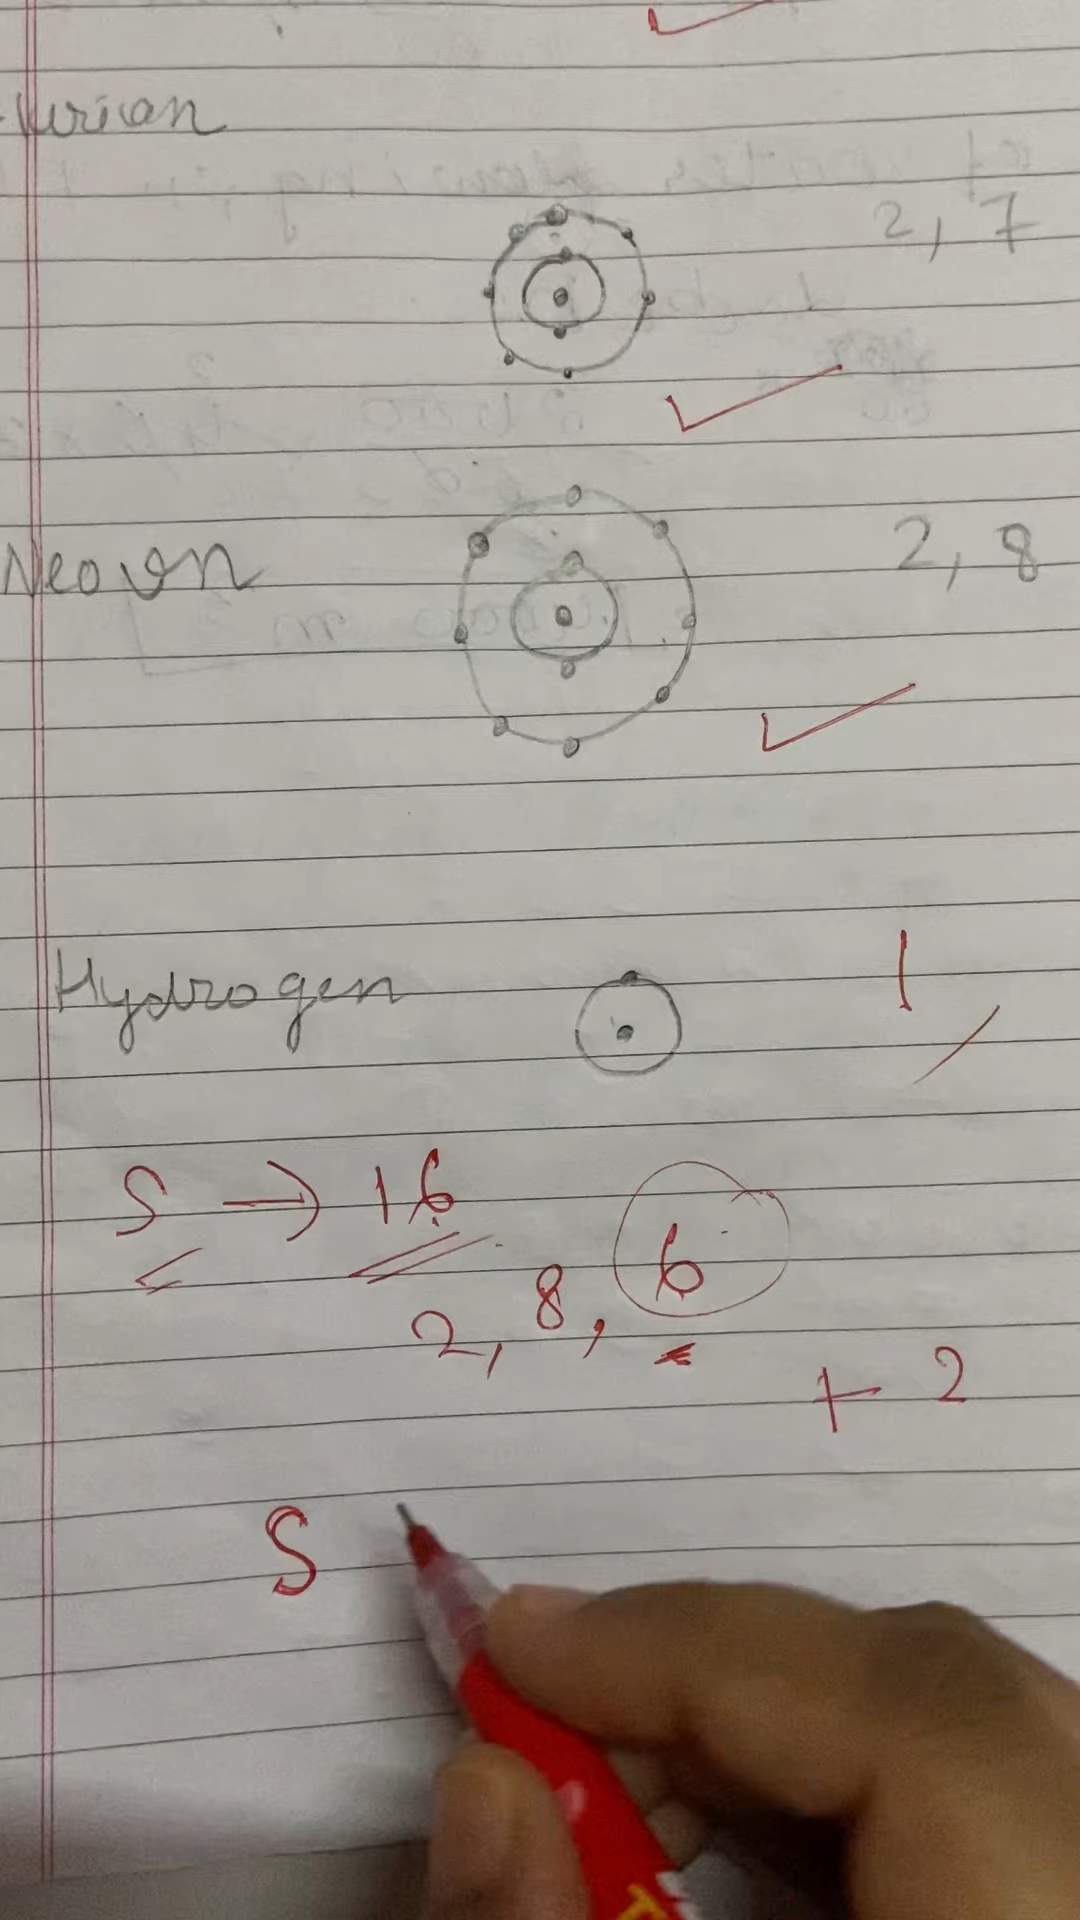 2, 7
Neon
2, 8
Hydrogen
1
S → 16
2, 8, 6
+ 2
S